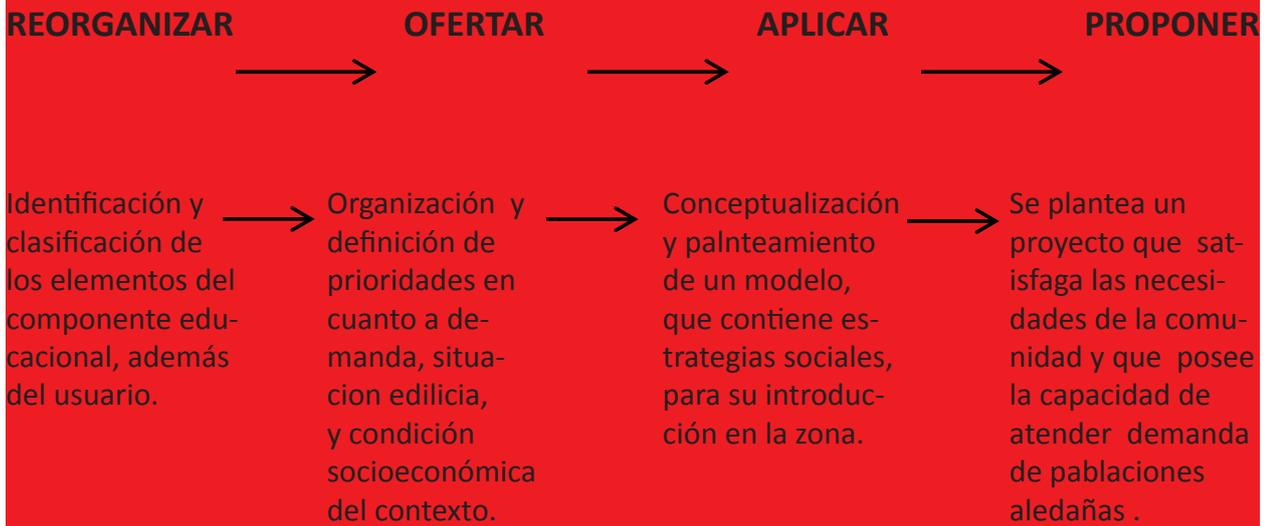 REORGANIZAR OFERTAR APLICAR PROPONER
Identificación y
clasificación de
los elementos del
componente edu-
cacional, además
del usuario.
Organización y
definición de
prioridades en
cuanto a de-
manda, situa-
cion edilicia,
y condición
socioeconómica
del contexto.
Conceptualización
y palnteamiento
de un modelo,
que contiene es-
trategias sociales,
para su introduc-
ción en la zona.
Se plantea un
proyecto que sat-
isfaga las necesi-
dades de la comu-
nidad y que posee
la capacidad de
atender demanda
de pablaciones
aledañas .